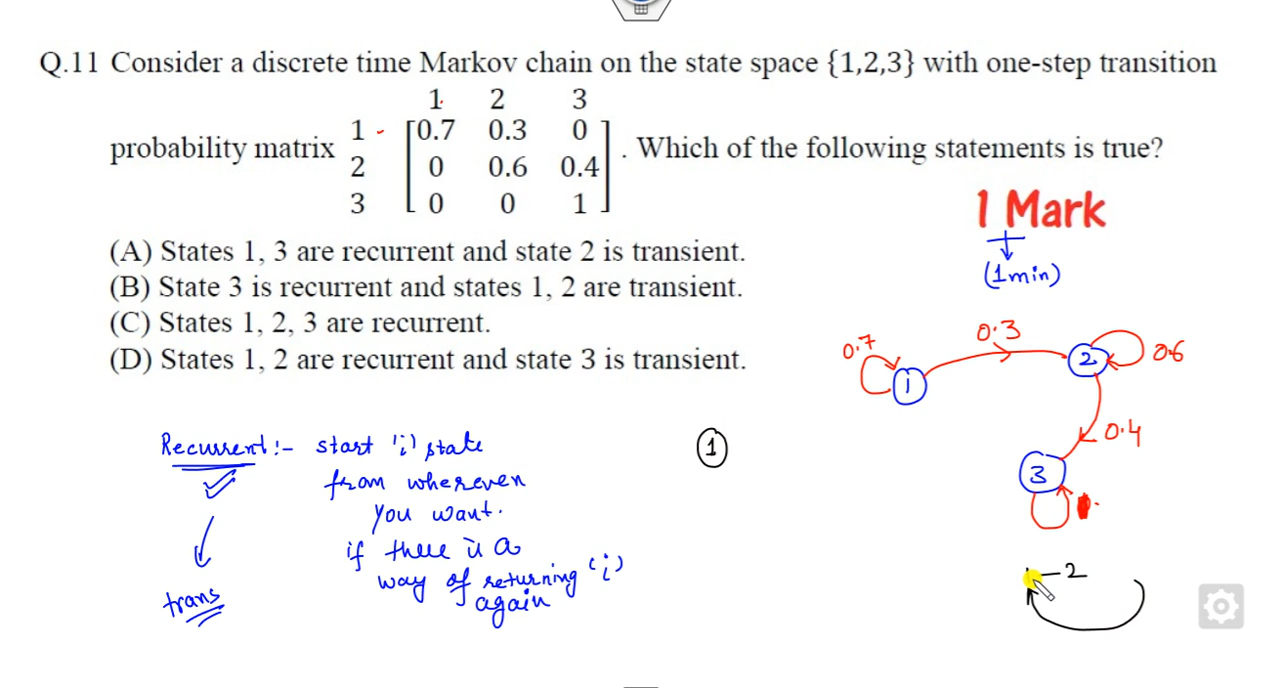 Q.11 Consider a discrete time Markov chain on the state space {1,2,3} with one-step transition
1 2 3
probability matrix
1 [0.7 0.3 0
2 0 0.6 0.4
3 0 0 1]
. Which of the following statements is true?
1 Mark
(1min)
(A) States 1, 3 are recurrent and state 2 is transient.
(B) State 3 is recurrent and states 1, 2 are transient.
(C) States 1, 2, 3 are recurrent.
(D) States 1, 2 are recurrent and state 3 is transient.
0.7
1
0.3
2
0.6
0.4
3
Recurrent:- start 'i' state
from whereven
you want.
if there is a
way of returning 'i'
again
trans
1
2